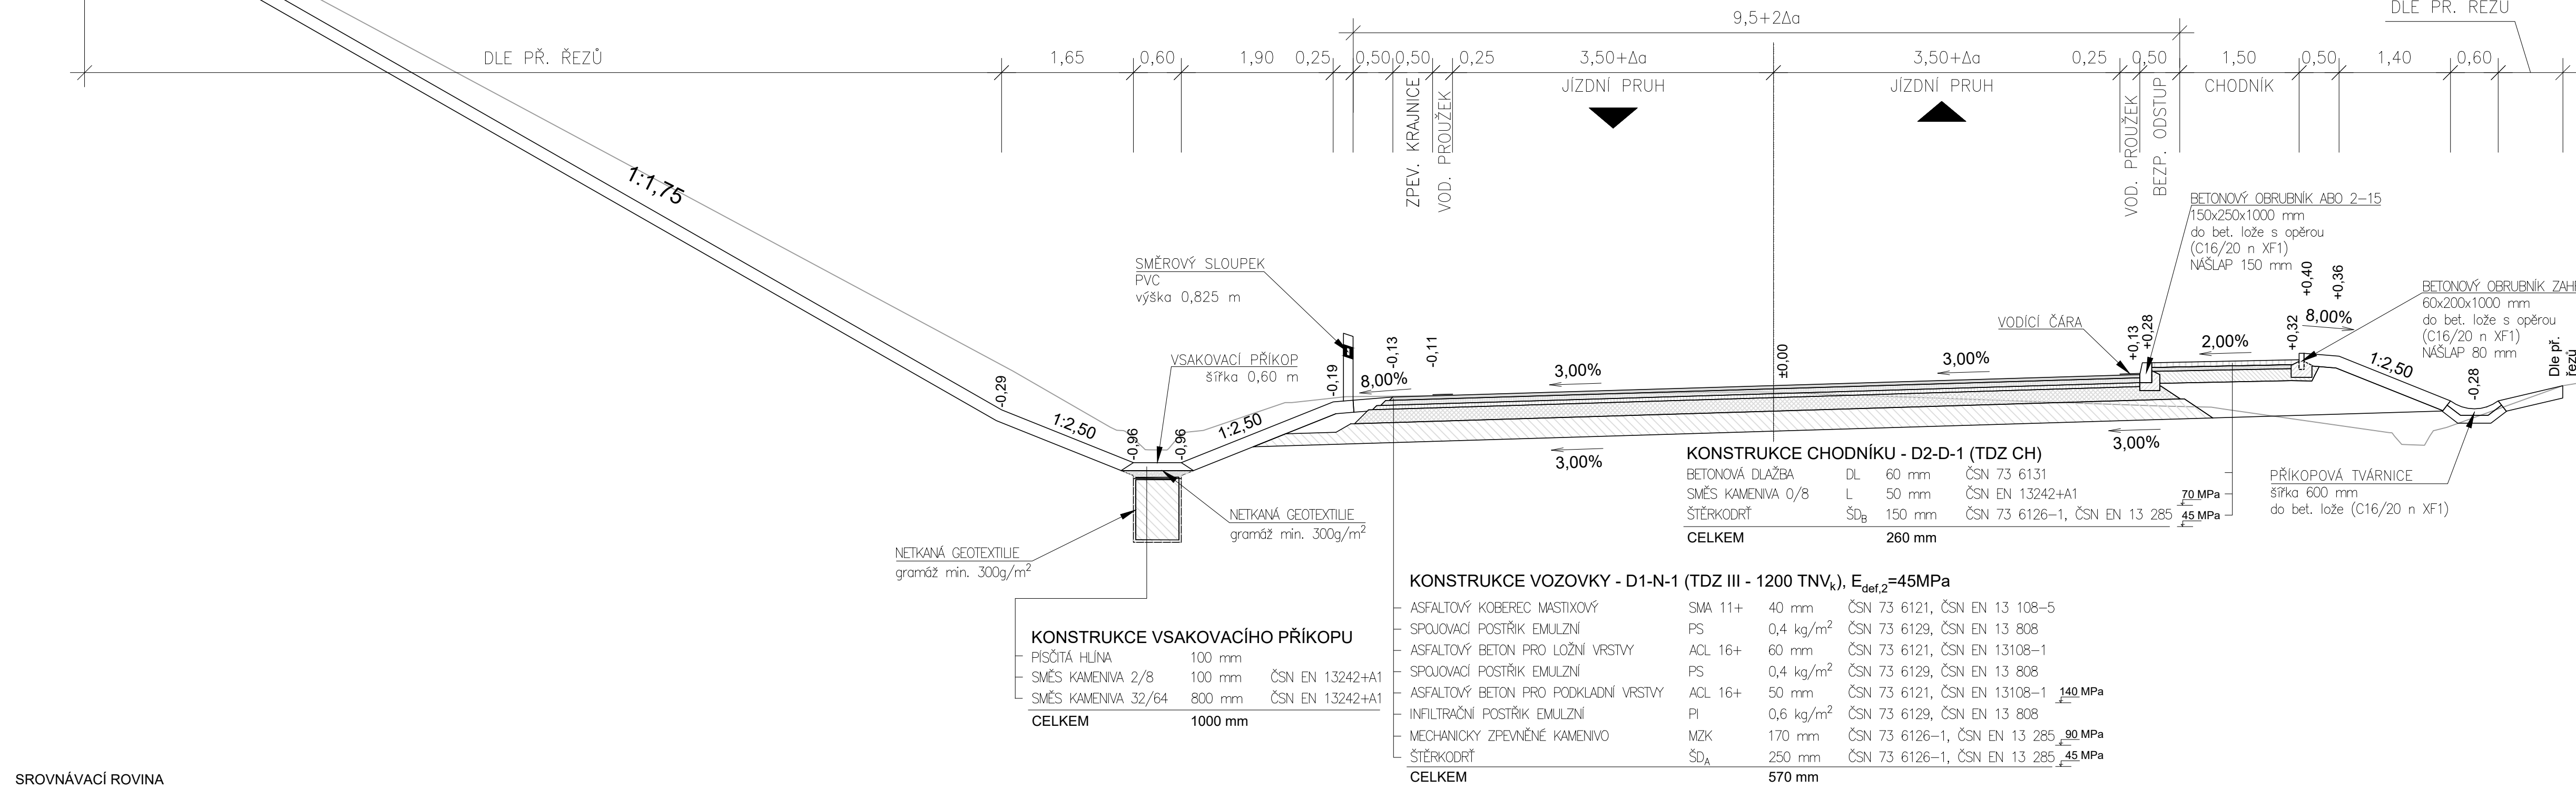 DLE PŘ. ŘEZŮ
9,5+2Δa
DLE PŘ. ŘEZŮ
1,65
0,60
1,90
0,25
0,50
0,50
0,25
3,50+Δa
3,50+Δa
0,25
0,50
1,50
0,50
1,40
0,60
ZPEV. KRAJNICE
VOD. PROUŽEK
JÍZDNÍ PRUH
JÍZDNÍ PRUH
VOD. PROUŽEK
BEZP. ODSTUP
CHODNÍK
1:1,75
BETONOVÝ OBRUBNÍK ABO 2-15
150x250x1000 mm
do bet. lože s opěrou
(C16/20 n XF1)
NÁŠLAP 150 mm
SMĚROVÝ SLOUPEK
PVC
výška 0,825 m
+0,40
+0,36
BETONOVÝ OBRUBNÍK
60x200x1000 mm
do bet. lože s opěrou
(C16/20 n XF1)
NÁŠLAP 80 mm
VODÍCÍ ČÁRA
+0,13
+0,28
2,00%
+0,32
8,00%
VSAKOVACÍ PŘÍKOP
šířka 0,60 m
-0,29
-0,19
8,00%
-0,13
-0,11
3,00%
±0,00
3,00%
1:2,50
-0,28
Dle př.
řezů
1:2,50
-0,96
-0,96
1:2,50
3,00%
3,00%
KONSTRUKCE CHODNÍKU - D2-D-1 (TDZ CH)
BETONOVÁ DLAŽBA DL 60 mm ČSN 73 6131
SMĚS KAMENIVA 0/8 L 50 mm ČSN EN 13242+A1 70 MPa
ŠTĚRKODRŤ ŠD_B 150 mm ČSN 73 6126-1, ČSN EN 13 285 45 MPa
CELKEM 260 mm
PŘÍKOPOVÁ TVÁRNICE
šířka 600 mm
do bet. lože (C16/20 n XF1)
NETKANÁ GEOTEXTILIE
gramáž min. 300g/m²
NETKANÁ GEOTEXTILIE
gramáž min. 300g/m²
KONSTRUKCE VSAKOVACÍHO PŘÍKOPU
PÍSČITÁ HLÍNA 100 mm
SMĚS KAMENIVA 2/8 100 mm ČSN EN 13242+A1
SMĚS KAMENIVA 32/64 800 mm ČSN EN 13242+A1
CELKEM 1000 mm
KONSTRUKCE VOZOVKY - D1-N-1 (TDZ III - 1200 TNV_k), E_def,2=45MPa
ASFALTOVÝ KOBEREC MASTIXOVÝ SMA 11+ 40 mm ČSN 73 6121, ČSN EN 13 108-5
SPOJOVACÍ POSTŘIK EMULZNÍ PS 0,4 kg/m² ČSN 73 6129, ČSN EN 13 808
ASFALTOVÝ BETON PRO LOŽNÍ VRSTVY ACL 16+ 60 mm ČSN 73 6121, ČSN EN 13108-1
SPOJOVACÍ POSTŘIK EMULZNÍ PS 0,4 kg/m² ČSN 73 6129, ČSN EN 13 808
ASFALTOVÝ BETON PRO PODKLADNÍ VRSTVY ACL 16+ 50 mm ČSN 73 6121, ČSN EN 13108-1 140 MPa
INFILTRAČNÍ POSTŘIK EMULZNÍ PI 0,6 kg/m² ČSN 73 6129, ČSN EN 13 808
MECHANICKY ZPEVNĚNÉ KAMENIVO MZK 170 mm ČSN 73 6126-1, ČSN EN 13 285 90 MPa
ŠTĚRKODRŤ ŠD_A 250 mm ČSN 73 6126-1, ČSN EN 13 285 45 MPa
CELKEM 570 mm
SROVNÁVACÍ ROVINA